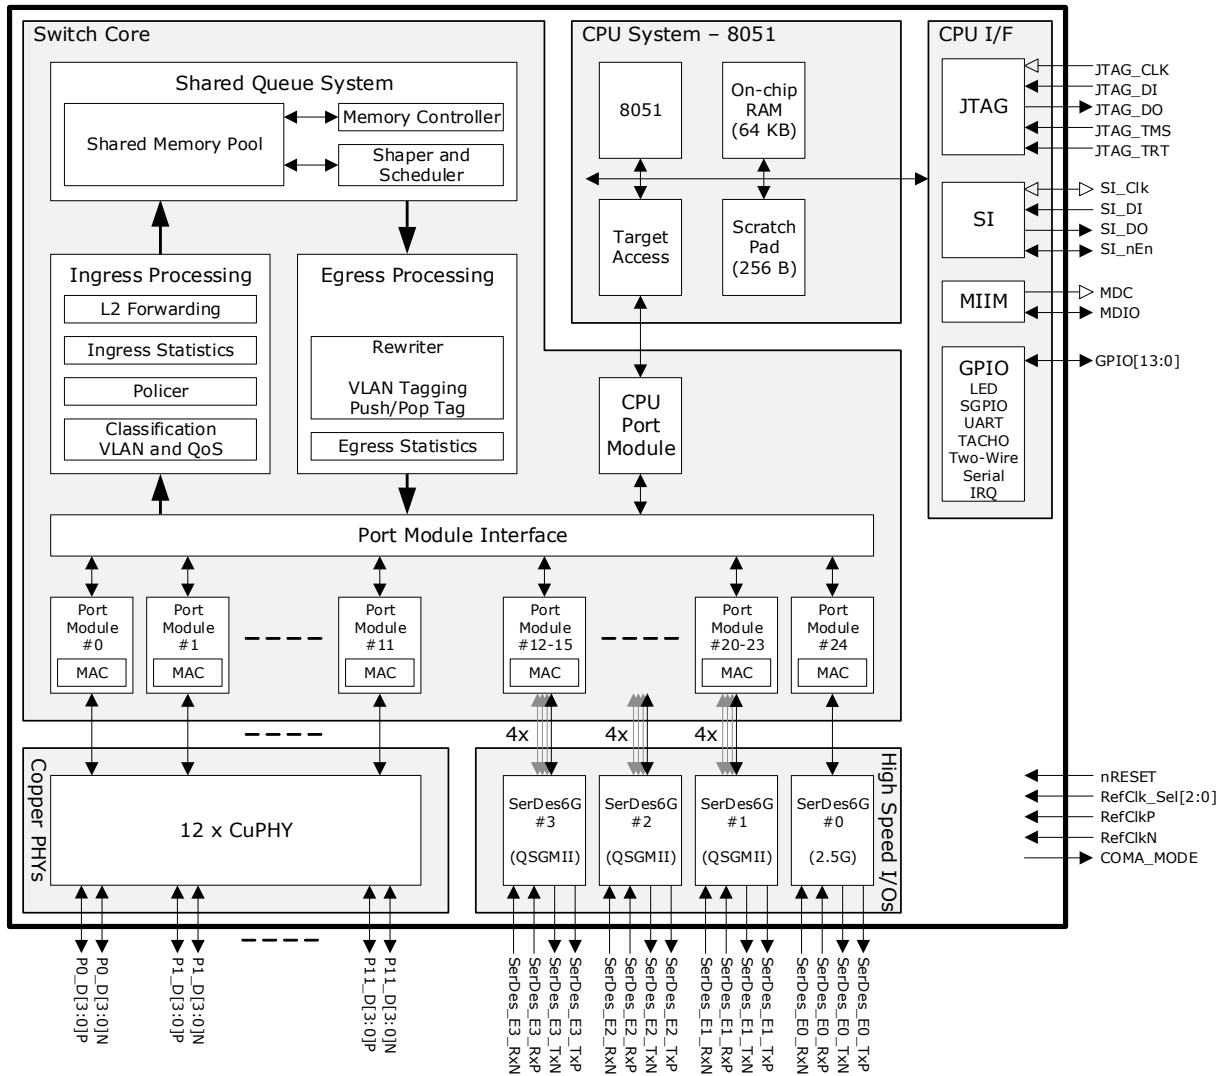 Switch Core
Shared Queue System
Shared Memory Pool
Memory Controller
Shaper and
Scheduler
Ingress Processing
L2 Forwarding
Ingress Statistics
Policer
Classification
VLAN and QoS
Egress Processing
Rewriter
VLAN Tagging
Push/Pop Tag
Egress Statistics
CPU System – 8051
8051
On-chip
RAM
(64 KB)
Target
Access
Scratch
Pad
(256 B)
CPU
Port
Module
CPU I/F
JTAG
JTAG_CLK
JTAG_DI
JTAG_DO
JTAG_TMS
JTAG_TRT
SI
SI_Clk
SI_DI
SI_DO
SI_nEn
MIIM
MDC
MDIO
GPIO
LED
SGPIO
UART
TACHO
Two-Wire
Serial
IRQ
GPIO[13:0]
Port Module Interface
Port
Module
#0
MAC
Port
Module
#1
MAC
Port
Module
#11
MAC
Port
Module
#12-15
MAC
Port
Module
#20-23
MAC
Port
Module
#24
MAC
4x
4x
4x
Copper PHYs
12 x CuPHY
SerDes6G
#3
(QSGMII)
SerDes6G
#2
(QSGMII)
SerDes6G
#1
(QSGMII)
SerDes6G
#0
(2.5G)
High Speed I/Os
nRESET
RefClk_Sel[2:0]
RefClkP
RefClkN
COMA_MODE
P0_D[3:0]P
P0_D[3:0]N
P1_D[3:0]P
P1_D[3:0]N
P11_D[3:0]P
P11_D[3:0]N
SerDes_E3_RxN
SerDes_E3_RxP
SerDes_E3_TxN
SerDes_E3_TxP
SerDes_E2_RxN
SerDes_E2_RxP
SerDes_E2_TxN
SerDes_E2_TxP
SerDes_E1_RxN
SerDes_E1_RxP
SerDes_E1_TxN
SerDes_E1_TxP
SerDes_E0_RxN
SerDes_E0_RxP
SerDes_E0_TxN
SerDes_E0_TxP